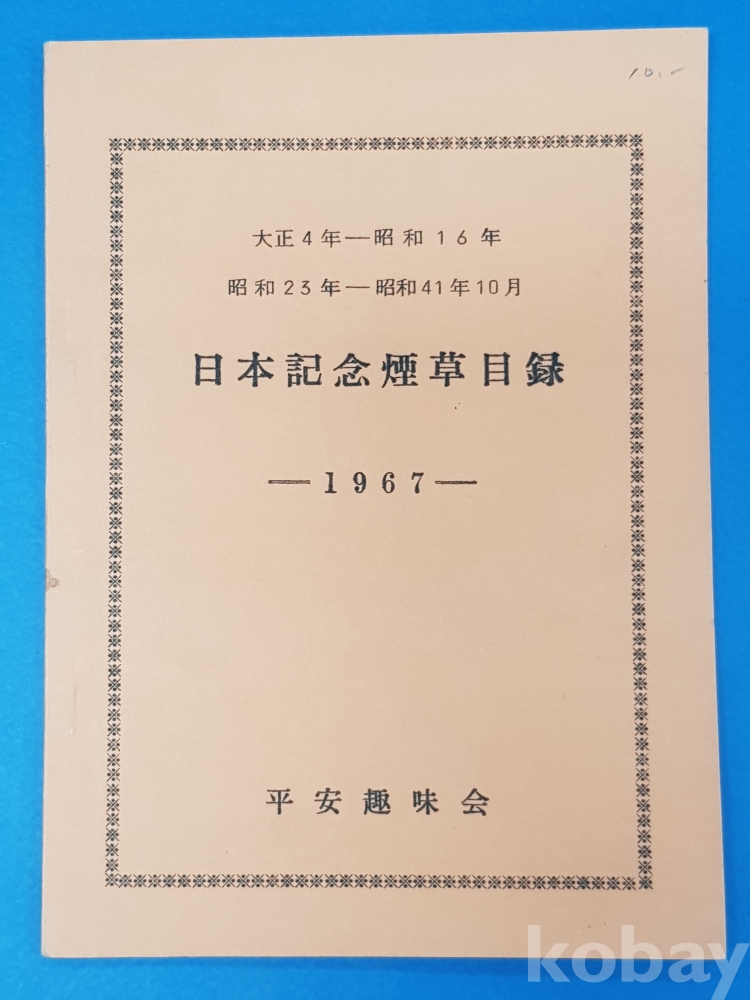 10.-
大正4年—昭和16年
昭和23年—昭和41年10月
日本記念煙草目録
—1967—
平安趣味会
kobay